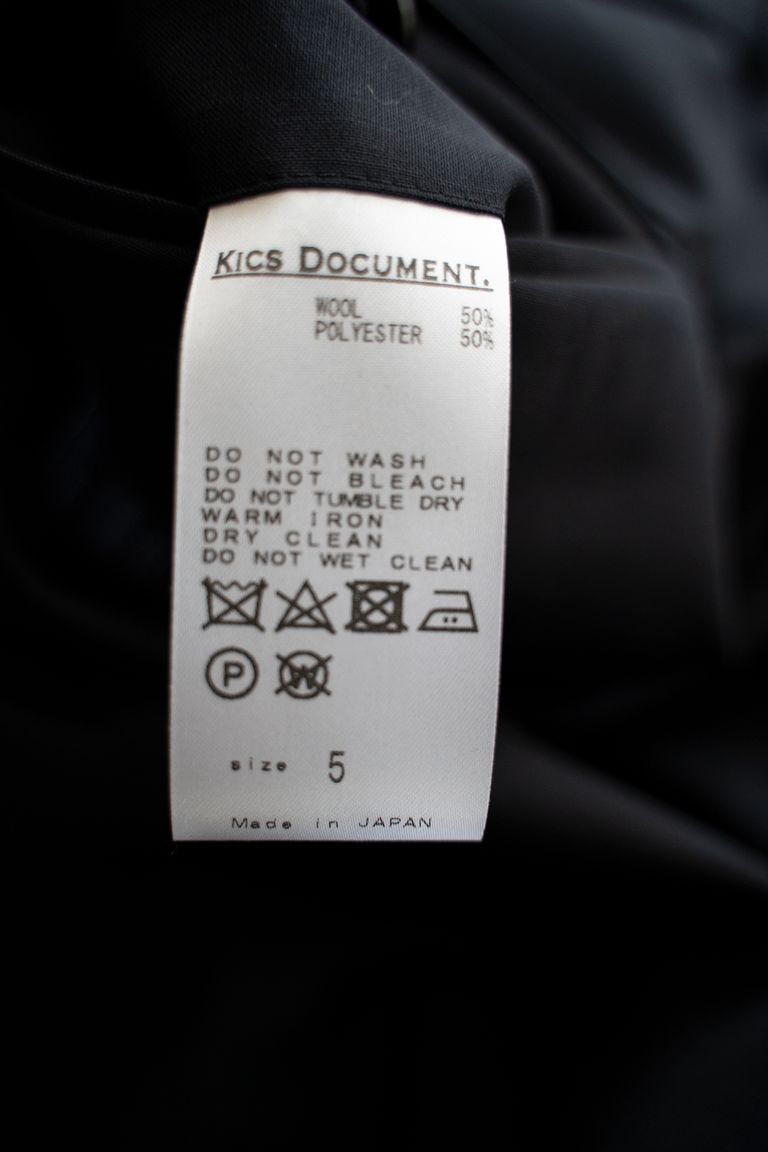 KICS DOCUMENT.
WOOL 50%
POLYESTER 50%
DO NOT WASH
DO NOT BLEACH
DO NOT TUMBLE DRY
WARM IRON
DRY CLEAN
DO NOT WET CLEAN
P W
size 5
Made in JAPAN